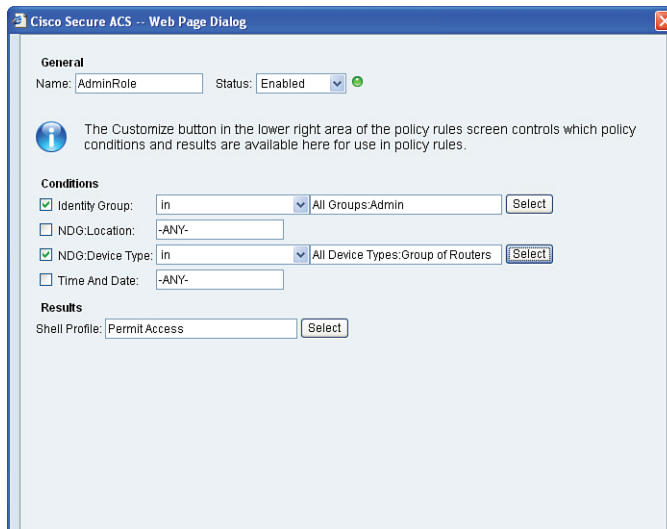 Cisco Secure ACS -- Web Page Dialog
General
Name: AdminRole Status: Enabled
The Customize button in the lower right area of the policy rules screen controls which policy
conditions and results are available here for use in policy rules.
Conditions
Identity Group: in All Groups:Admin Select
NDG:Location: -ANY-
NDG:Device Type: in All Device Types:Group of Routers Select
Time And Date: -ANY-
Results
Shell Profile: Permit Access Select